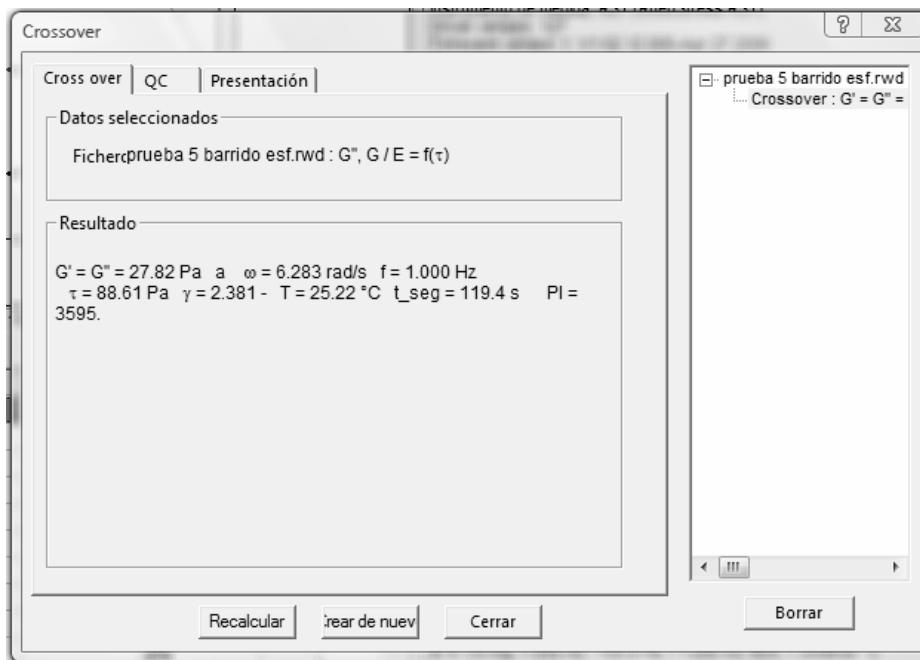 Crossover
Cross over QC Presentación
Datos seleccionados
Fichero prueba 5 barrido esf.rwd : G", G / E = f(τ)
Resultado
G' = G" = 27.82 Pa a ω = 6.283 rad/s f = 1.000 Hz
τ = 88.61 Pa γ = 2.381 - T = 25.22 °C t_seg = 119.4 s PI =
3595.
prueba 5 barrido esf.rwd
Crossover : G' = G" =
Recalcular rear de nuev Cerrar
Borrar